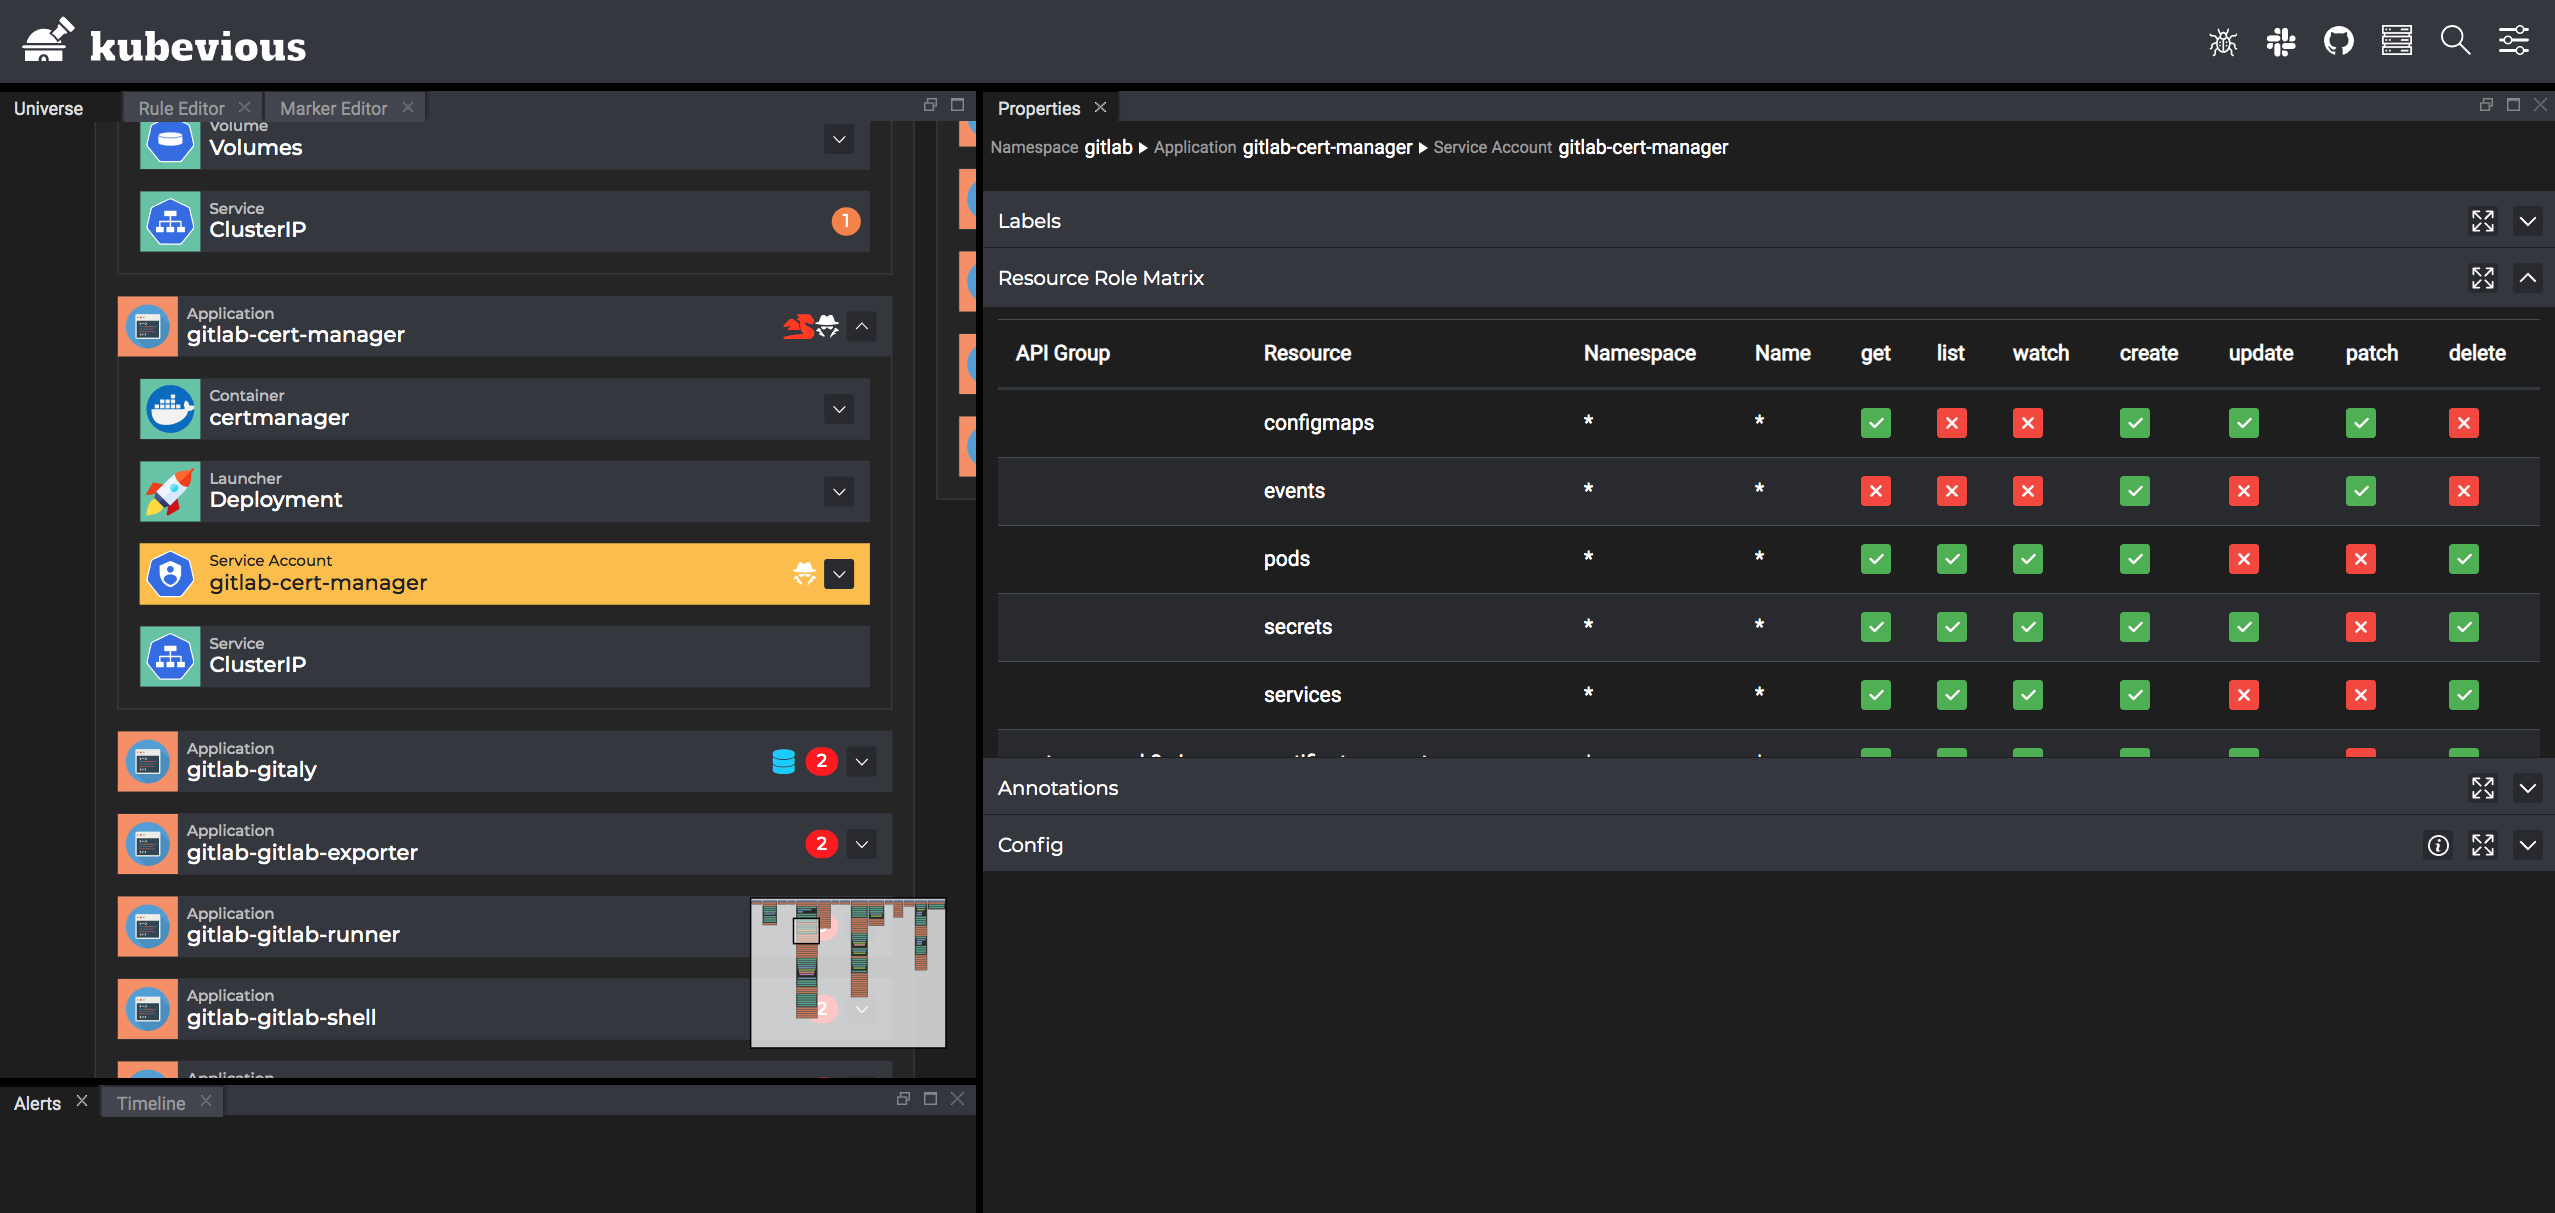 kubevious
Universe
Rule Editor
Marker Editor
Volume
Volumes
Service
ClusterIP
1
Application
gitlab-cert-manager
Container
certmanager
Launcher
Deployment
Service Account
gitlab-cert-manager
Service
ClusterIP
Application
gitlab-gitaly
2
Application
gitlab-gitlab-exporter
2
Application
gitlab-gitlab-runner
Application
gitlab-gitlab-shell
2
Application
Alerts
Timeline
Properties
Namespace gitlab Application gitlab-cert-manager Service Account gitlab-cert-manager
Labels
Resource Role Matrix
API Group Resource Namespace Name get list watch create update patch delete
configmaps * *
events * *
pods * *
secrets * *
services * *
Annotations
Config